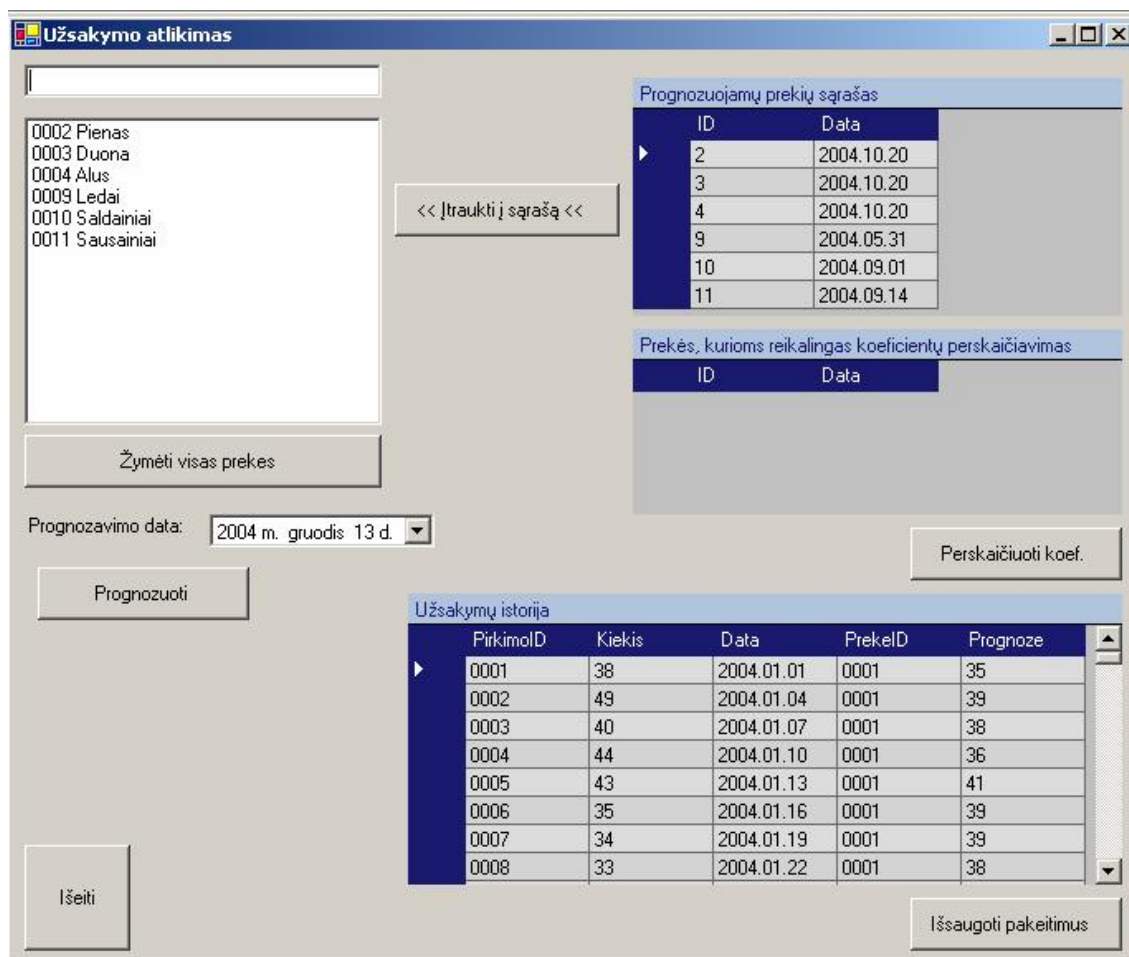 Užsakymo atlikimas
0002 Pienas
0003 Duona
0004 Alus
0009 Ledai
0010 Saldainiai
0011 Sausainiai
<< Įtraukti į sąrašą <<
Prognozuojamų prekių sąrašas
ID Data
2 2004.10.20
3 2004.10.20
4 2004.10.20
9 2004.05.31
10 2004.09.01
11 2004.09.14
Prekės, kurioms reikalingas koeficientų perskaičiavimas
ID Data
Žymėti visas prekes
Prognozavimo data: 2004 m. gruodis 13 d.
Perskaičiuoti koef.
Prognozuoti
Užsakymų istorija
PirkimoID Kiekis Data PrekeID Prognoze
0001 38 2004.01.01 0001 35
0002 49 2004.01.04 0001 39
0003 40 2004.01.07 0001 38
0004 44 2004.01.10 0001 36
0005 43 2004.01.13 0001 41
0006 35 2004.01.16 0001 39
0007 34 2004.01.19 0001 39
0008 33 2004.01.22 0001 38
Išeiti
Išsaugoti pakeitimus